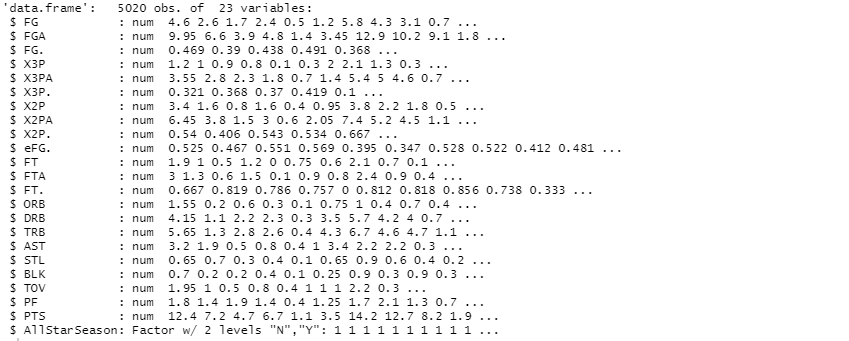 'data.frame':   5020 obs. of  23 variables:
 $ FG           : num  4.6 2.6 1.7 2.4 0.5 1.2 5.8 4.3 3.1 0.7 ...
 $ FGA          : num  9.95 6.6 3.9 4.8 1.4 3.45 12.9 10.2 9.1 1.8 ...
 $ FG.          : num  0.469 0.39 0.438 0.491 0.368 ...
 $ X3P          : num  1.2 1 0.9 0.8 0.1 0.3 2 2.1 1.3 0.3 ...
 $ X3PA         : num  3.55 2.8 2.3 1.8 0.7 1.4 5.4 5 4.6 0.7 ...
 $ X3P.         : num  0.321 0.368 0.37 0.419 0.1 ...
 $ X2P          : num  3.4 1.6 0.8 1.6 0.4 0.95 3.8 2.2 1.8 0.5 ...
 $ X2PA         : num  6.45 3.8 1.5 3 0.6 2.05 7.4 5.2 4.5 1.1 ...
 $ X2P.         : num  0.54 0.406 0.543 0.534 0.667 ...
 $ eFG.         : num  0.525 0.467 0.551 0.569 0.395 0.347 0.528 0.522 0.412 0.481 ...
 $ FT           : num  1.9 1 0.5 1.2 0 0.75 0.6 2.1 0.7 0.1 ...
 $ FTA          : num  3 1.3 0.6 1.5 0.1 0.9 0.8 2.4 0.9 0.4 ...
 $ FT.          : num  0.667 0.819 0.786 0.757 0 0.812 0.818 0.856 0.738 0.333 ...
 $ ORB          : num  1.55 0.2 0.6 0.3 0.1 0.75 1 0.4 0.7 0.4 ...
 $ DRB          : num  4.15 1.1 2.2 2.3 0.3 3.5 5.7 4.2 4 0.7 ...
 $ TRB          : num  5.65 1.3 2.8 2.6 0.4 4.3 6.7 4.6 4.7 1.1 ...
 $ AST          : num  3.2 1.9 0.5 0.8 0.4 1 3.4 2.2 2.2 0.3 ...
 $ STL          : num  0.65 0.7 0.3 0.4 0.1 0.65 0.9 0.6 0.4 0.2 ...
 $ BLK          : num  0.7 0.2 0.2 0.4 0.1 0.25 0.9 0.3 0.9 0.3 ...
 $ TOV          : num  1.95 1 0.5 0.8 0.4 1 1 1 2.2 0.3 ...
 $ PF           : num  1.8 1.4 1.9 1.4 0.4 1.25 1.7 2.1 1.3 0.7 ...
 $ PTS          : num  12.4 7.2 4.7 6.7 1.1 3.5 14.2 12.7 8.2 1.9 ...
 $ AllStarSeason: Factor w/ 2 levels "N","Y": 1 1 1 1 1 1 1 1 1 1 ...